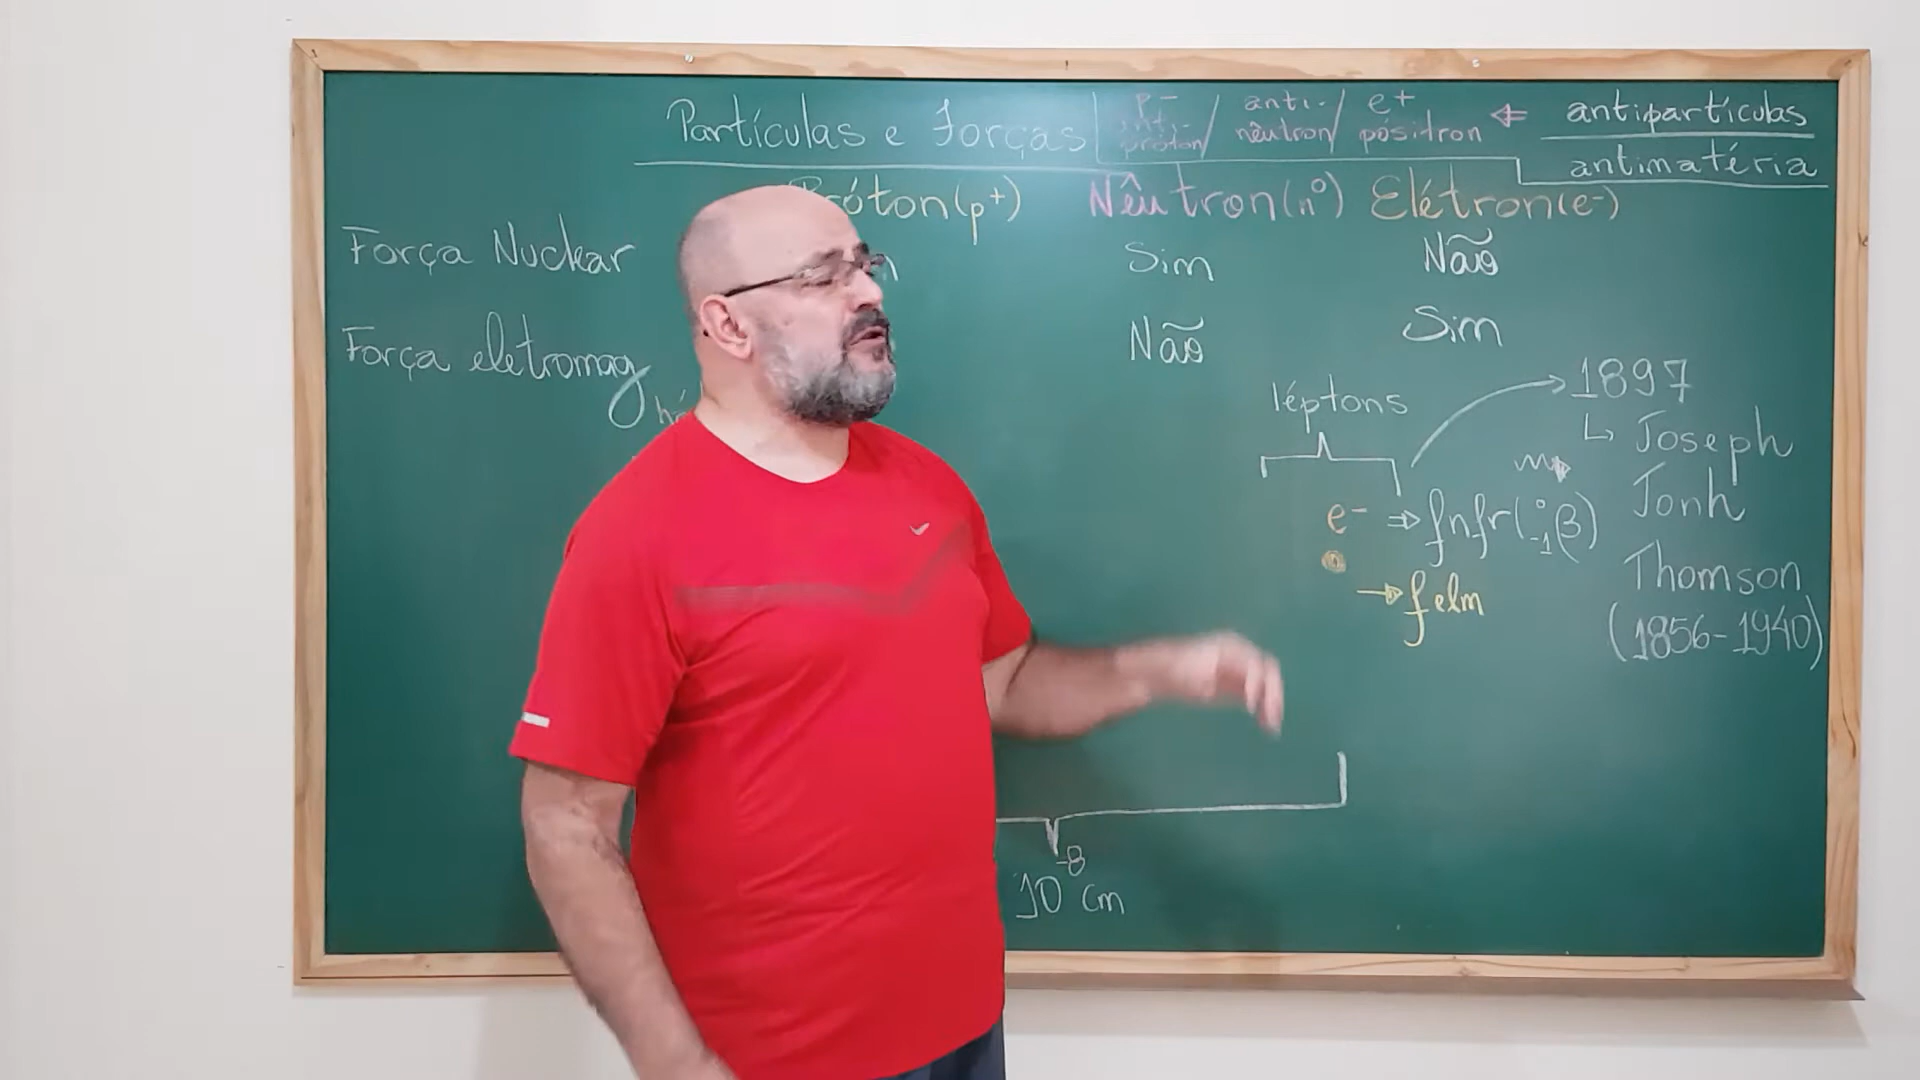 Partículas e Forças
p- anti-próton / anti-nêutron / e+ pósitron ⇐ antipartículas
antimatéria
róton(p+) Nêutron(n°) Elétron(e-)
Força Nuclear Sim Não
Força eletromag Não Sim
léptons
1897
↳ Joseph
Jonh
Thomson
(1856-1940)
e- ⇒ fnfr(⁰₋₁β)
→ felm
10⁻⁸ cm